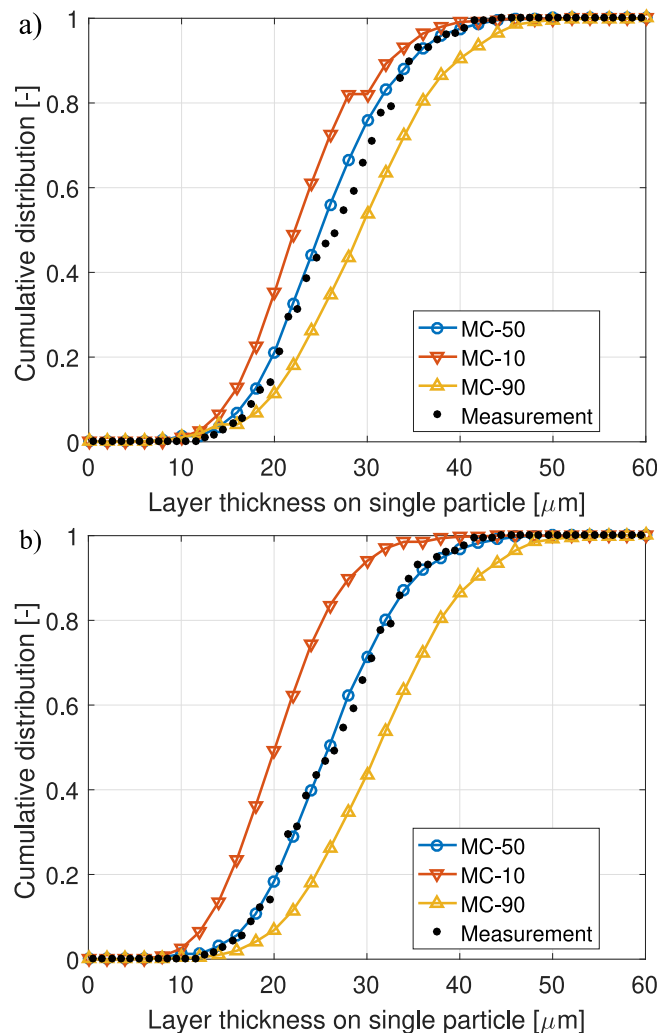 a)
1
0.8
0.6
0.4
0.2
0
Cumulative distribution [-]
MC-50
MC-10
MC-90
Measurement
0 10 20 30 40 50 60
Layer thickness on single particle [μm]
b)
1
0.8
0.6
0.4
0.2
0
Cumulative distribution [-]
MC-50
MC-10
MC-90
Measurement
0 10 20 30 40 50 60
Layer thickness on single particle [μm]